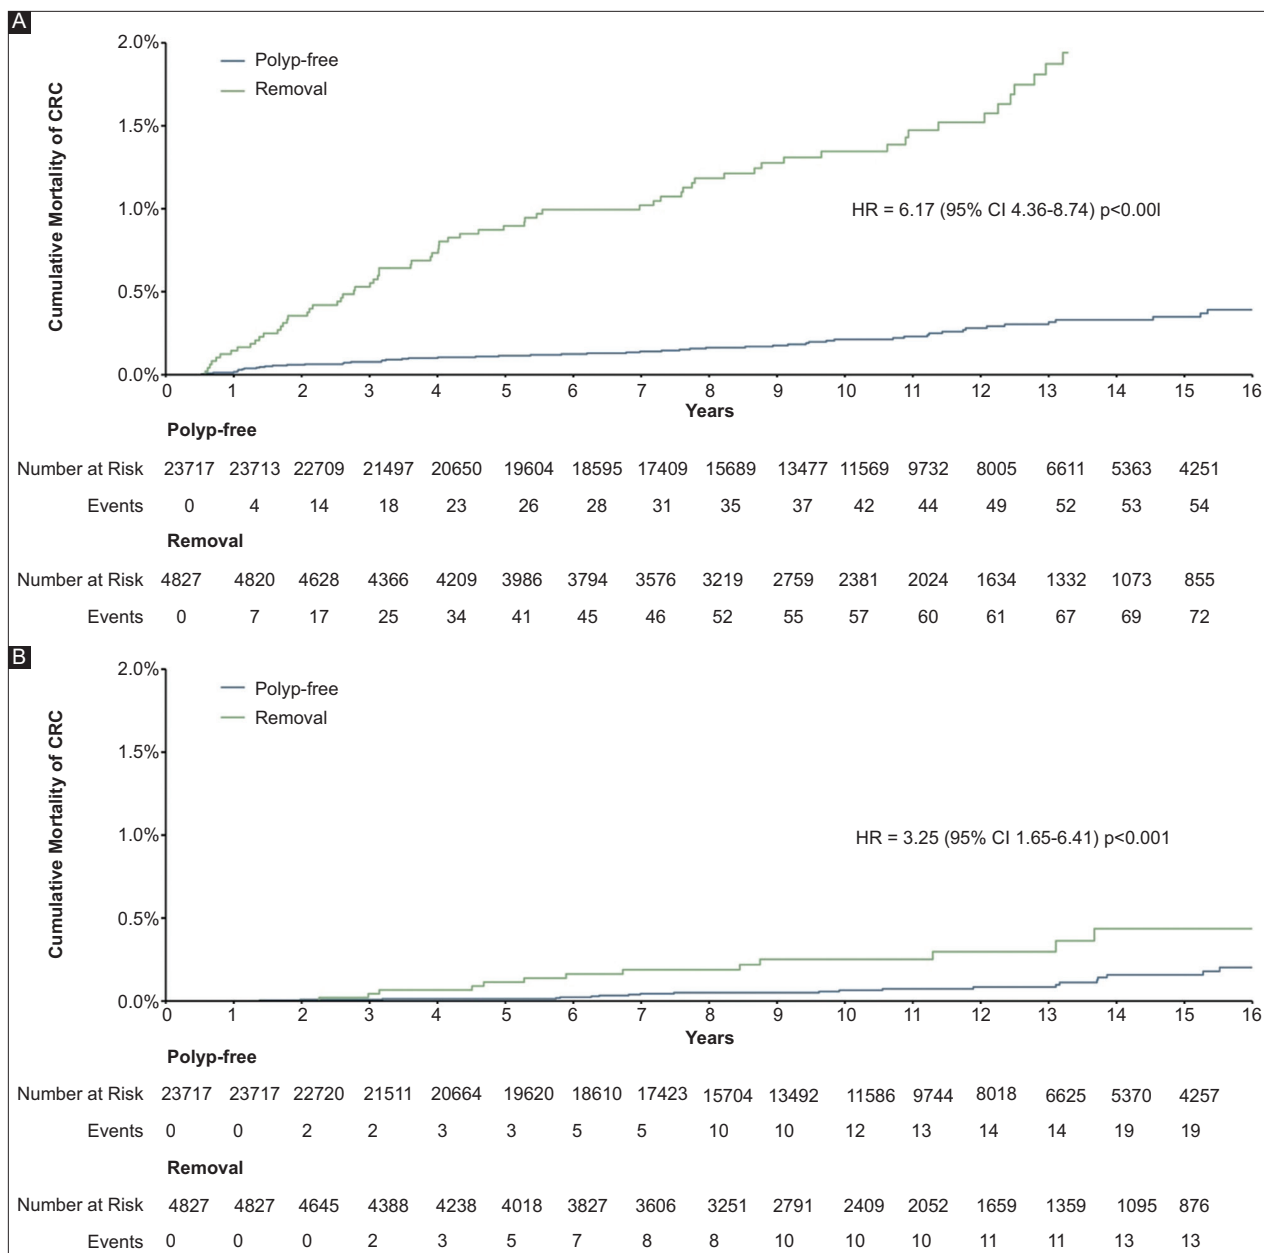 A
Cumulative Mortality of CRC
2.0%
1.5%
1.0%
0.5%
0.0%
Polyp-free
Removal
HR = 6.17 (95% CI 4.36-8.74) p<0.00l
0 1 2 3 4 5 6 7 8 9 10 11 12 13 14 15 16
Years
Polyp-free
Number at Risk 23717 23713 22709 21497 20650 19604 18595 17409 15689 13477 11569 9732 8005 6611 5363 4251
Events 0 4 14 18 23 26 28 31 35 37 42 44 49 52 53 54
Removal
Number at Risk 4827 4820 4628 4366 4209 3986 3794 3576 3219 2759 2381 2024 1634 1332 1073 855
Events 0 7 17 25 34 41 45 46 52 55 57 60 61 67 69 72
B
Cumulative Mortality of CRC
2.0%
1.5%
1.0%
0.5%
0.0%
Polyp-free
Removal
HR = 3.25 (95% CI 1.65-6.41) p<0.001
0 1 2 3 4 5 6 7 8 9 10 11 12 13 14 15 16
Years
Polyp-free
Number at Risk 23717 23717 22720 21511 20664 19620 18610 17423 15704 13492 11586 9744 8018 6625 5370 4257
Events 0 0 2 2 3 3 5 5 10 10 12 13 14 14 19 19
Removal
Number at Risk 4827 4827 4645 4388 4238 4018 3827 3606 3251 2791 2409 2052 1659 1359 1095 876
Events 0 0 0 2 3 5 7 8 8 10 10 10 11 11 13 13